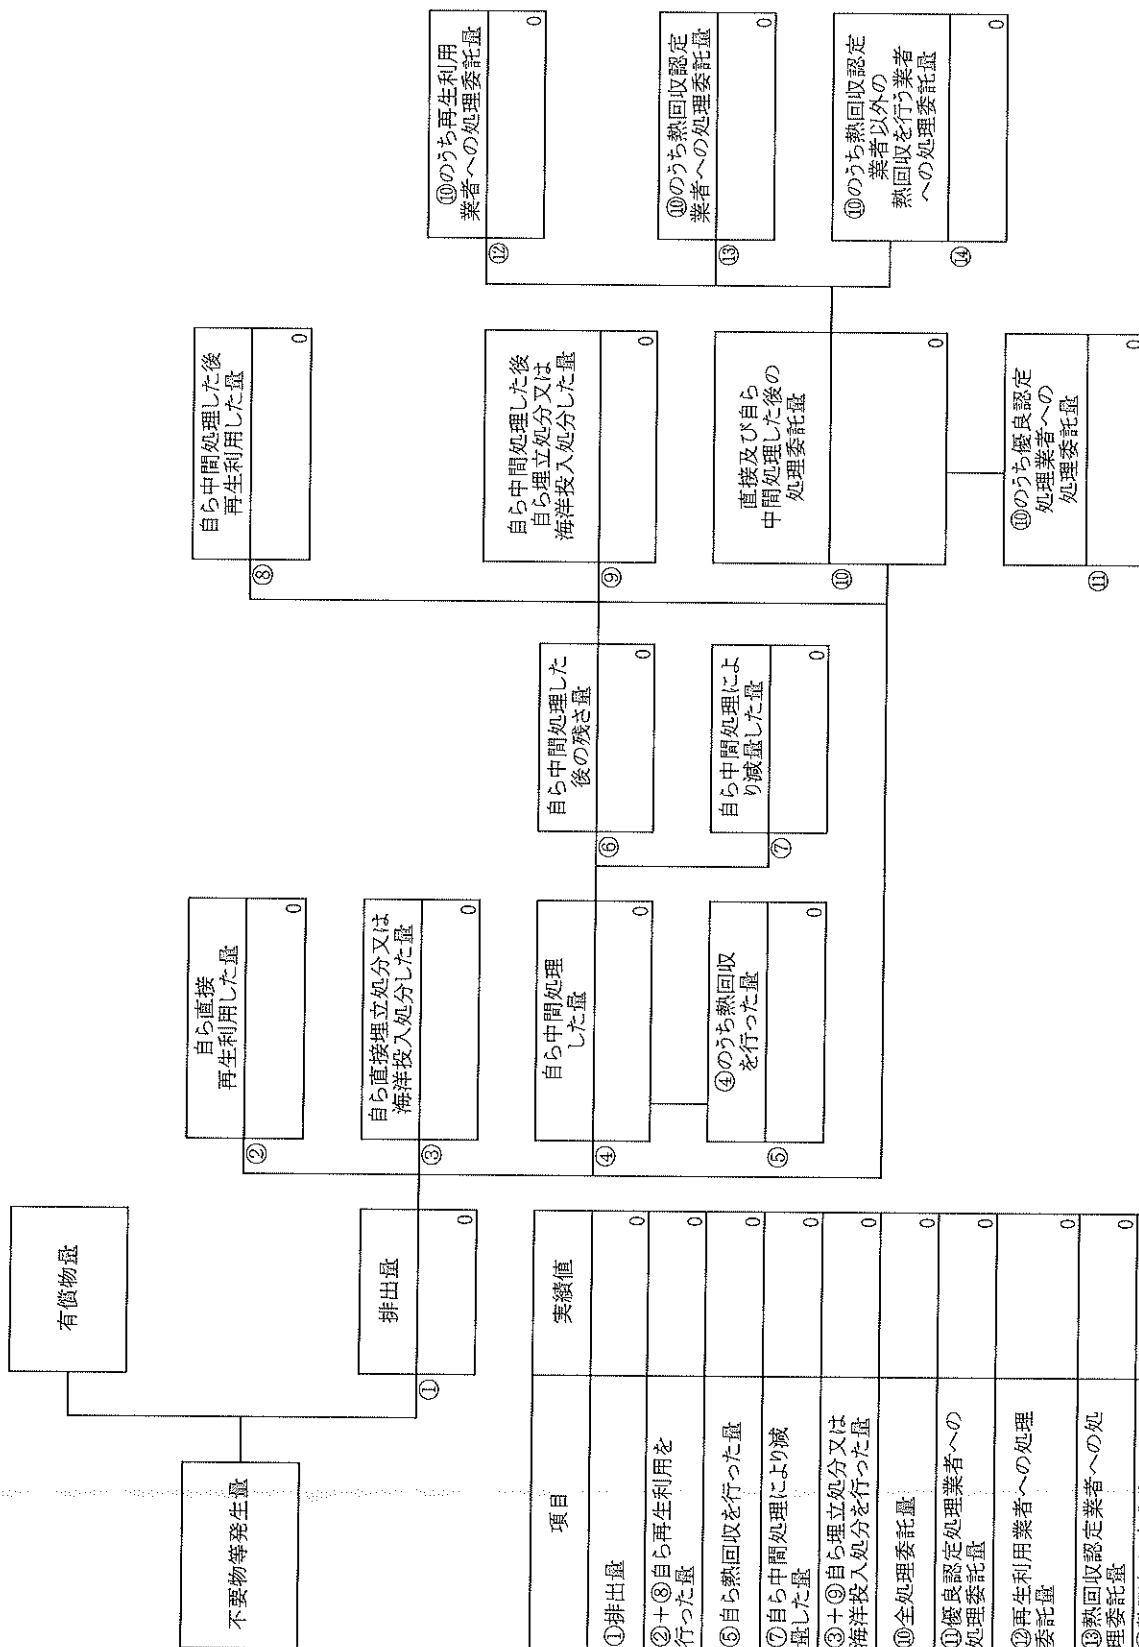 不要物等発生量
有償物量
排出量
①
0
自ら直接
再生利用した量
②
0
自ら直接埋立処分又は
海洋投入処分した量
③
0
自ら中間処理
した量
④
0
④のうち熱回収
を行った量
⑤
0
自ら中間処理した
後の残さ量
⑥
0
自ら中間処理によ
り減量した量
⑦
0
自ら中間処理した後
再生利用した量
⑧
0
自ら中間処理した後
自ら埋立処分又は
海洋投入処分した量
⑨
0
直接及び自ら
中間処理した後の
処理委託量
⑩
0
⑩のうち優良認定
処理業者への
処理委託量
⑪
0
⑩のうち再生利用
業者への処理委託量
⑫
0
⑩のうち熱回収認定
業者への処理委託量
⑬
0
⑩のうち熱回収認定
業者以外の
熱回収を行う業者
への処理委託量
⑭
0
項目 実績値
①排出量 0
②+⑧自ら再生利用を
行った量 0
⑤自ら熱回収を行った量 0
⑦自ら中間処理により減
量した量 0
③+⑨自ら埋立処分又は
海洋投入処分を行った量 0
⑩全処理委託量 0
⑪優良認定処理業者への
処理委託量 0
⑫再生利用業者への処理
委託量 0
⑬熱回収認定業者への処
理委託量 0